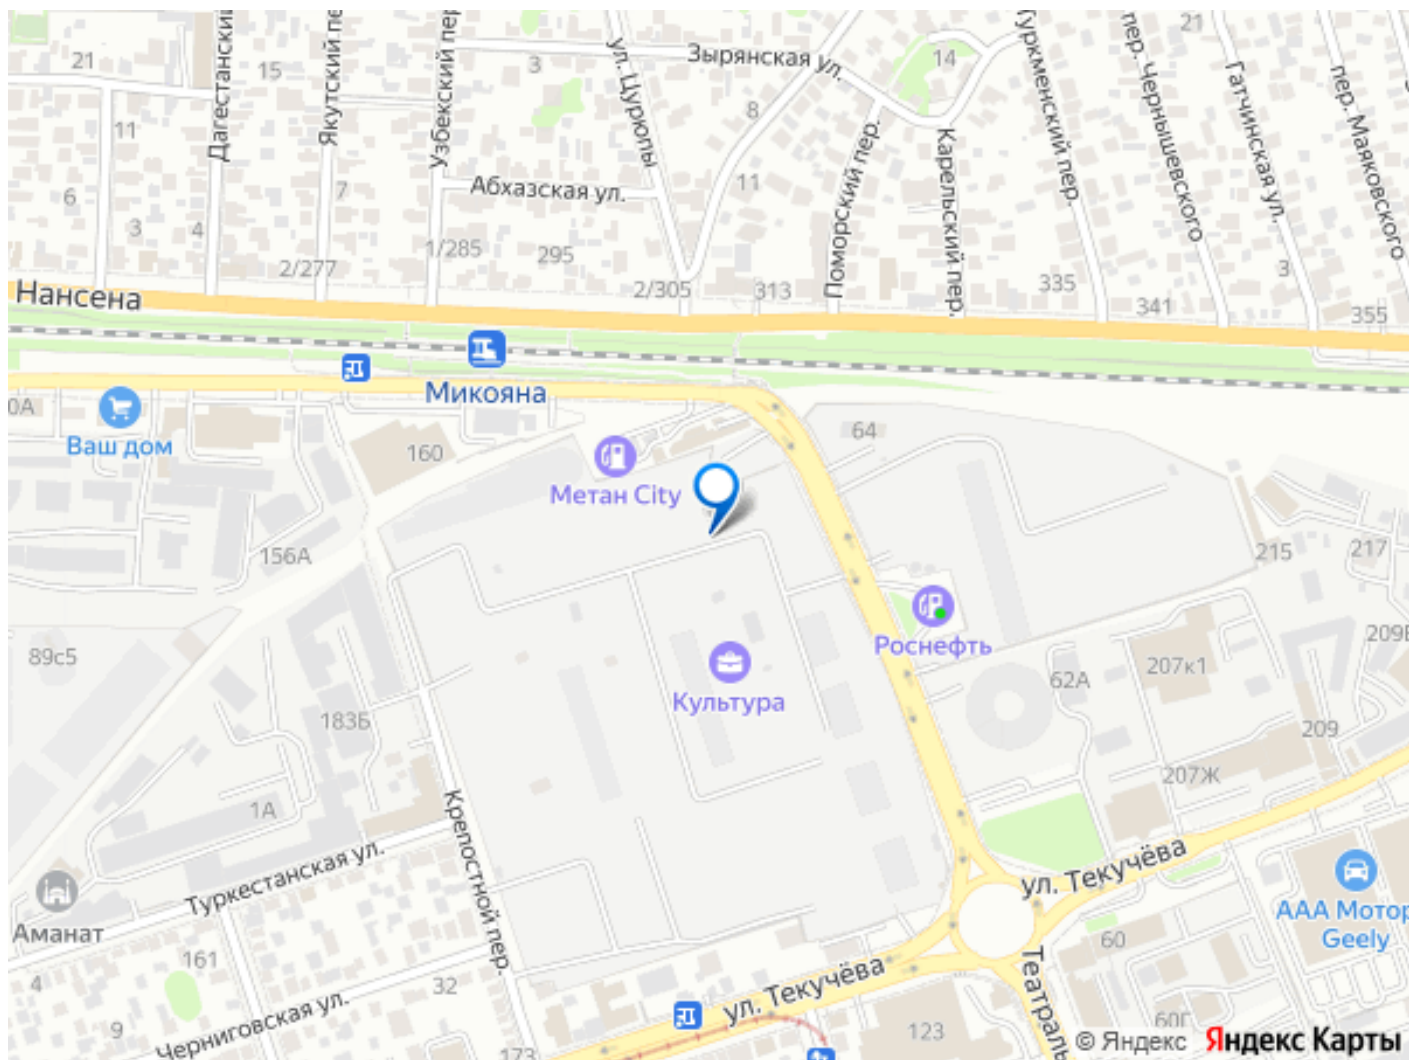 21
Дагестанский
15
Якутский пе
Узбекский пер
3
ул. Цурюпы
Зырянская ул.
14
Туркменский пер.
пер. Чернышевского
21
Гатчинская ул.
пер. Маяковского
11
8
Поморский пер.
Карельский пер.
6
7
Абхазская ул.
11
3
4
1/285
295
2/277
2/305
313
335
341
3
355
Нансена
Микояна
0А
Ваш дом
160
64
Метан City
156А
215
217
Роснефть
89с5
Культура
62А
207к1
209Б
183Б
209
207Ж
1А
Крепостной пер.
Туркестанская ул.
ул. Текучёва
Аманат
ААА Мотор
Geely
161
60
4
32
ул. Текучёва
Театраль
9
Черниговская ул.
173
123
60Г
© Яндекс Яндекс Карты